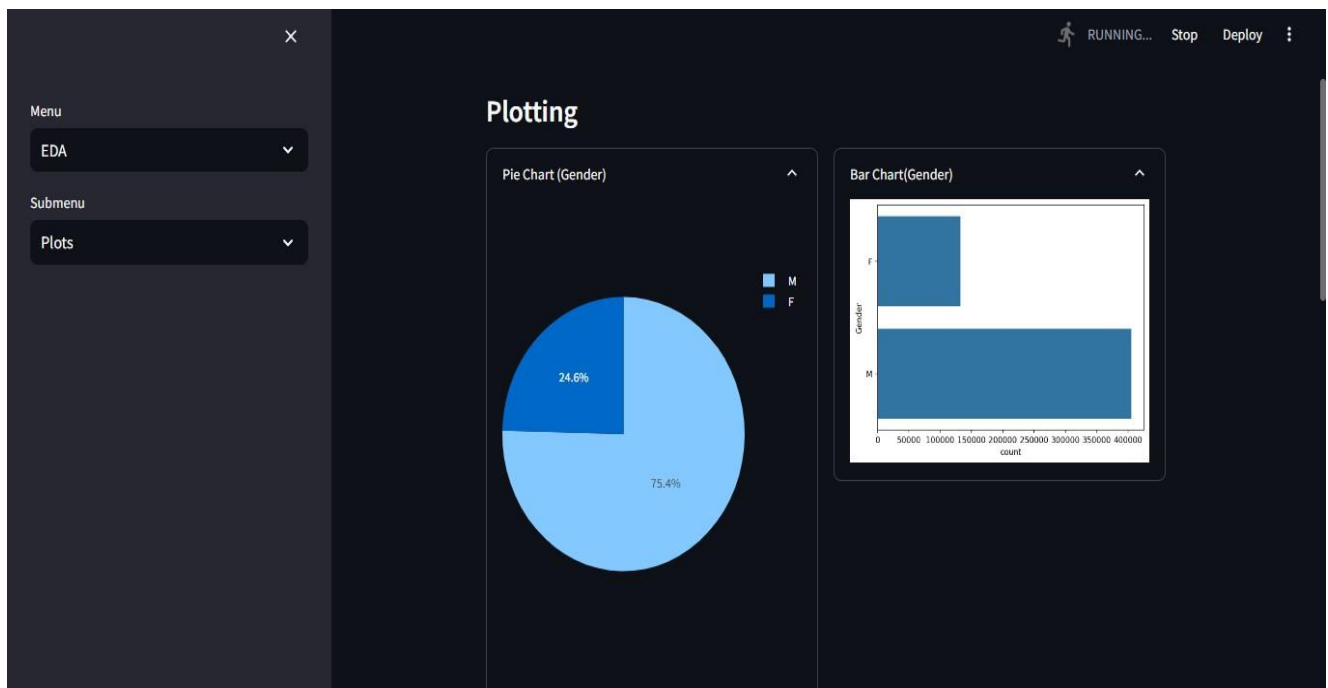 RUNNING... Stop Deploy
Menu
EDA
Submenu
Plots
Plotting
Pie Chart (Gender)
M
F
24.6%
75.4%
Bar Chart(Gender)
F
Gender
M
0 50000 100000 150000 200000 250000 300000 350000 400000
count